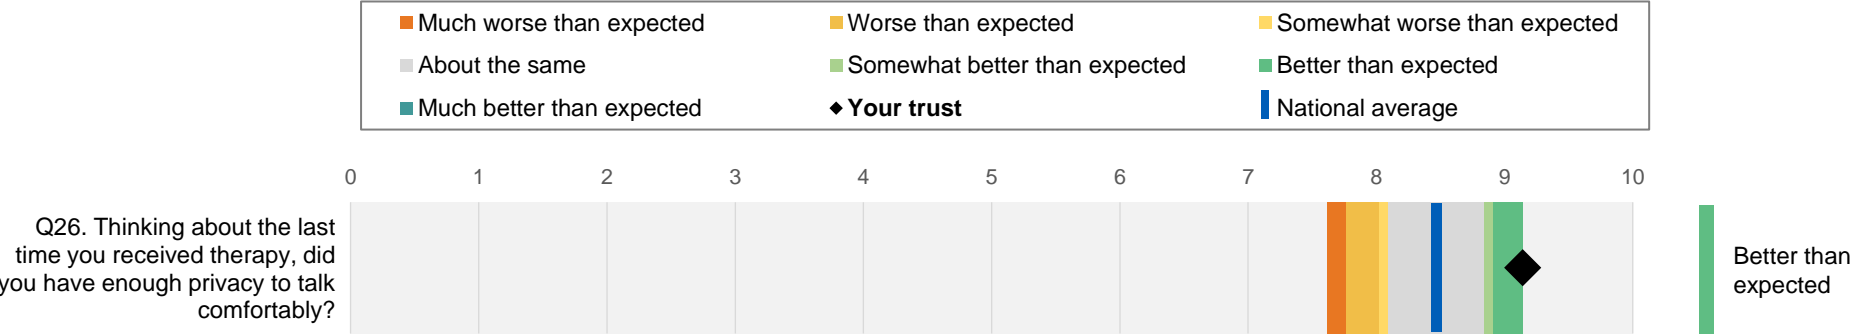 Much worse than expected
Worse than expected
Somewhat worse than expected
About the same
Somewhat better than expected
Better than expected
Much better than expected
Your trust
National average
0 1 2 3 4 5 6 7 8 9 10
Q26. Thinking about the last
time you received therapy, did
you have enough privacy to talk
comfortably?
Better than
expected